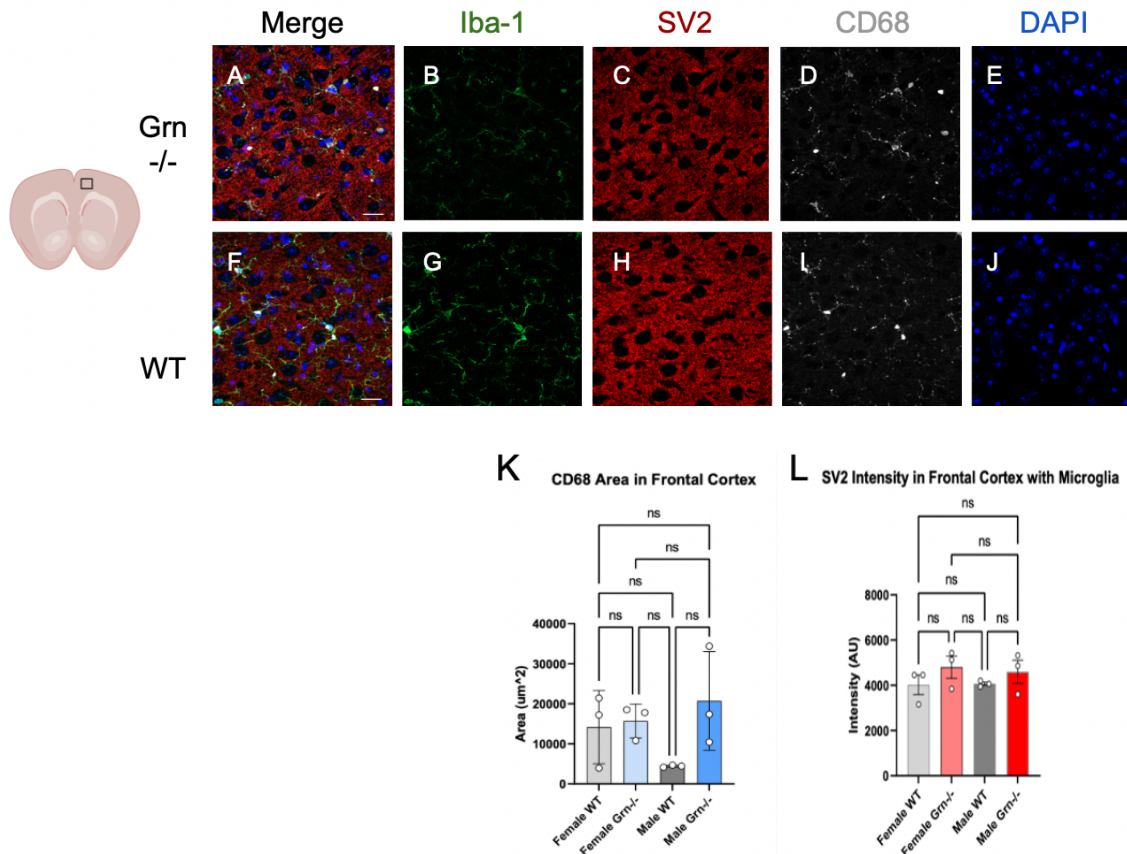 Merge Iba-1 SV2 CD68 DAPI
Grn
-/-
A B C D E
WT
F G H I J
K CD68 Area in Frontal Cortex
ns
ns
ns
ns ns ns
40000
30000
20000
10000
0
Area (um^2)
Female WT Female Grn-/- Male WT Male Grn-/-
L SV2 Intensity in Frontal Cortex with Microglia
ns
ns
ns
ns ns ns
8000
6000
4000
2000
0
Intensity (AU)
Female WT Female Grn-/- Male WT Male Grn-/-